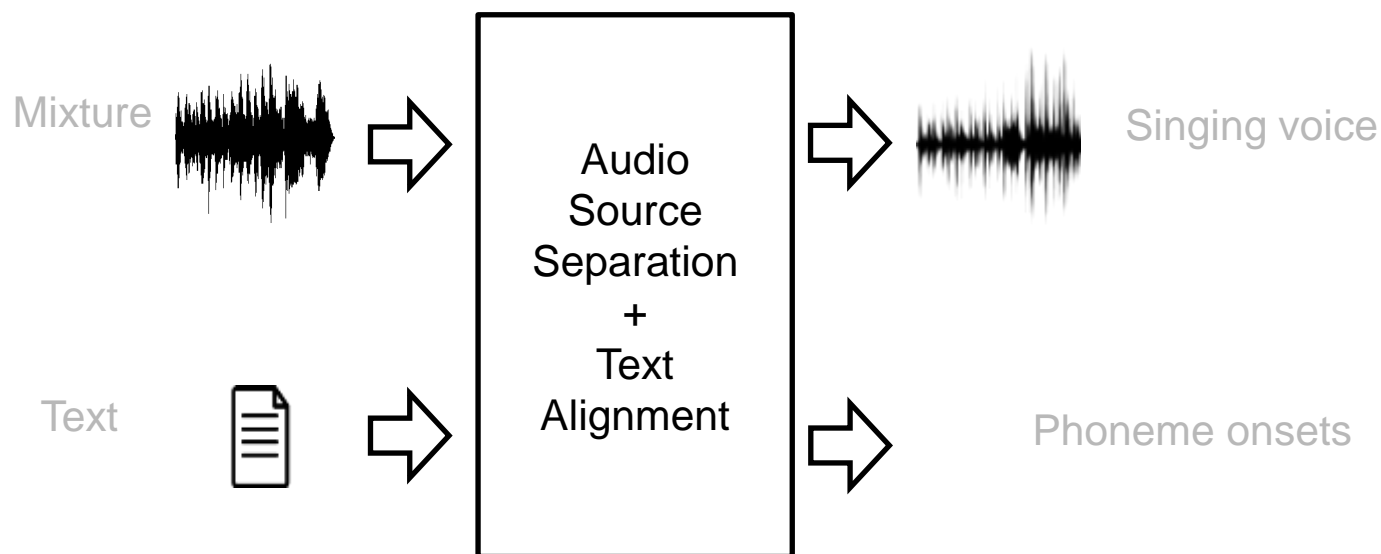 Mixture
Audio
Source
Separation
+
Text
Alignment
Singing voice
Text
Phoneme onsets